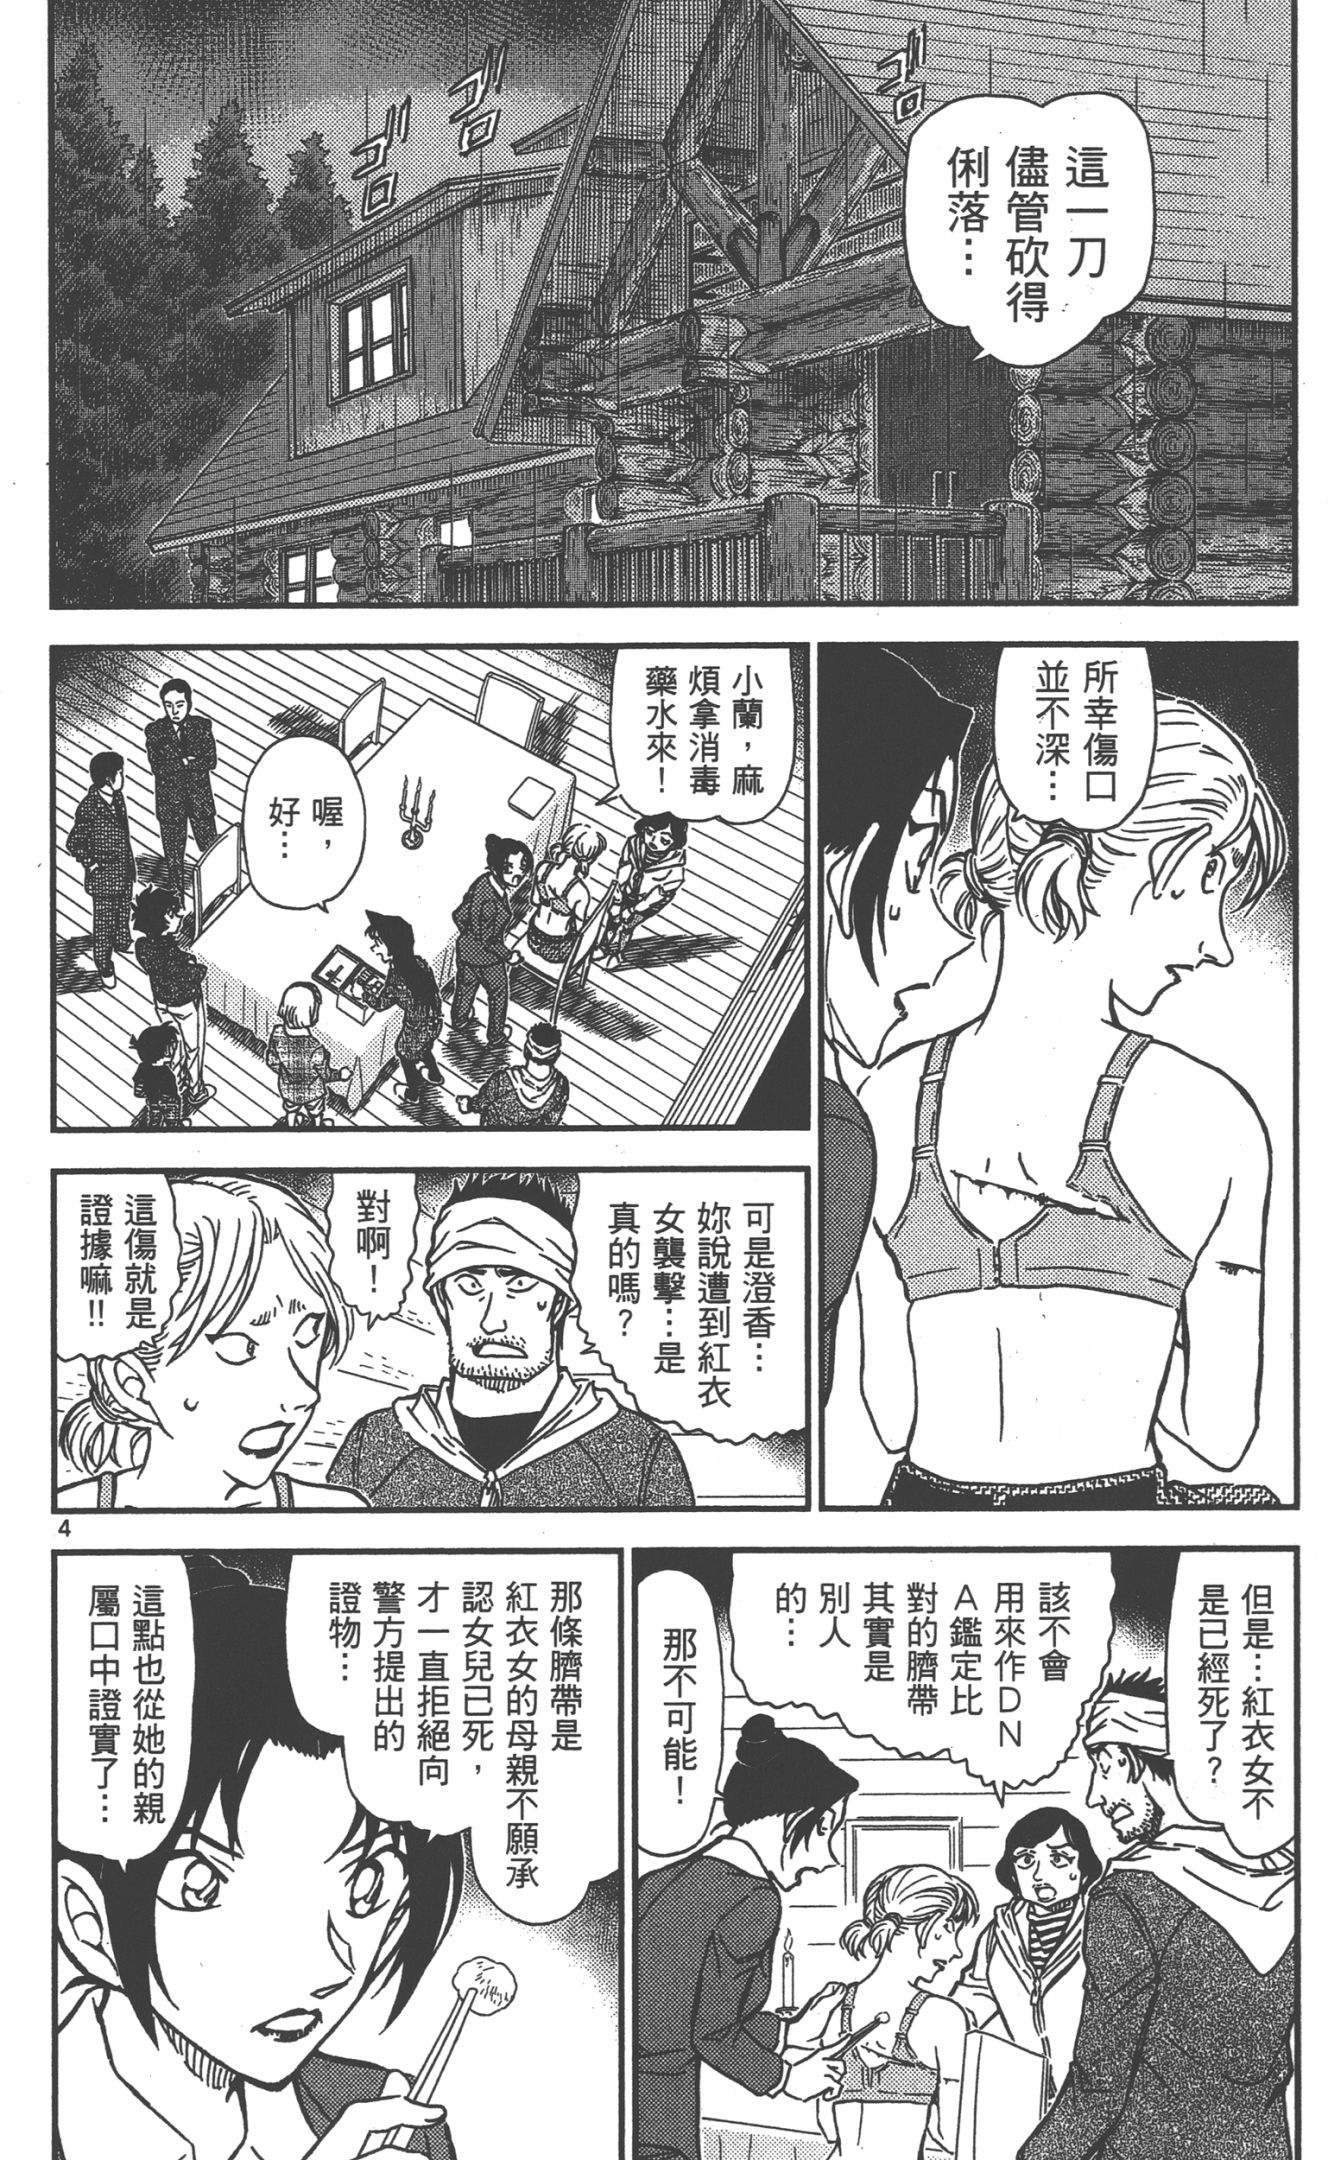 這一刀
儘管砍得
俐落…
ゴゴ
ゴゴ
ゴゴ
所幸傷口
並不深…
小蘭，麻
煩拿消毒
藥水來！
喔，
好…
可是澄香…
妳說遭到紅衣
女襲擊…是
真的嗎？
對啊！
這傷就是
證據嘛!!
4
但是…紅衣女不
是已經死了？
該不會
用來作DN
A鑑定比
對的臍帶
其實是
別人
的…
那不可能！
那條臍帶是
紅衣女的母親不願承
認女兒已死，
才一直拒絕向
警方提出的
證物…
這點也從她的親
屬口中證實了…